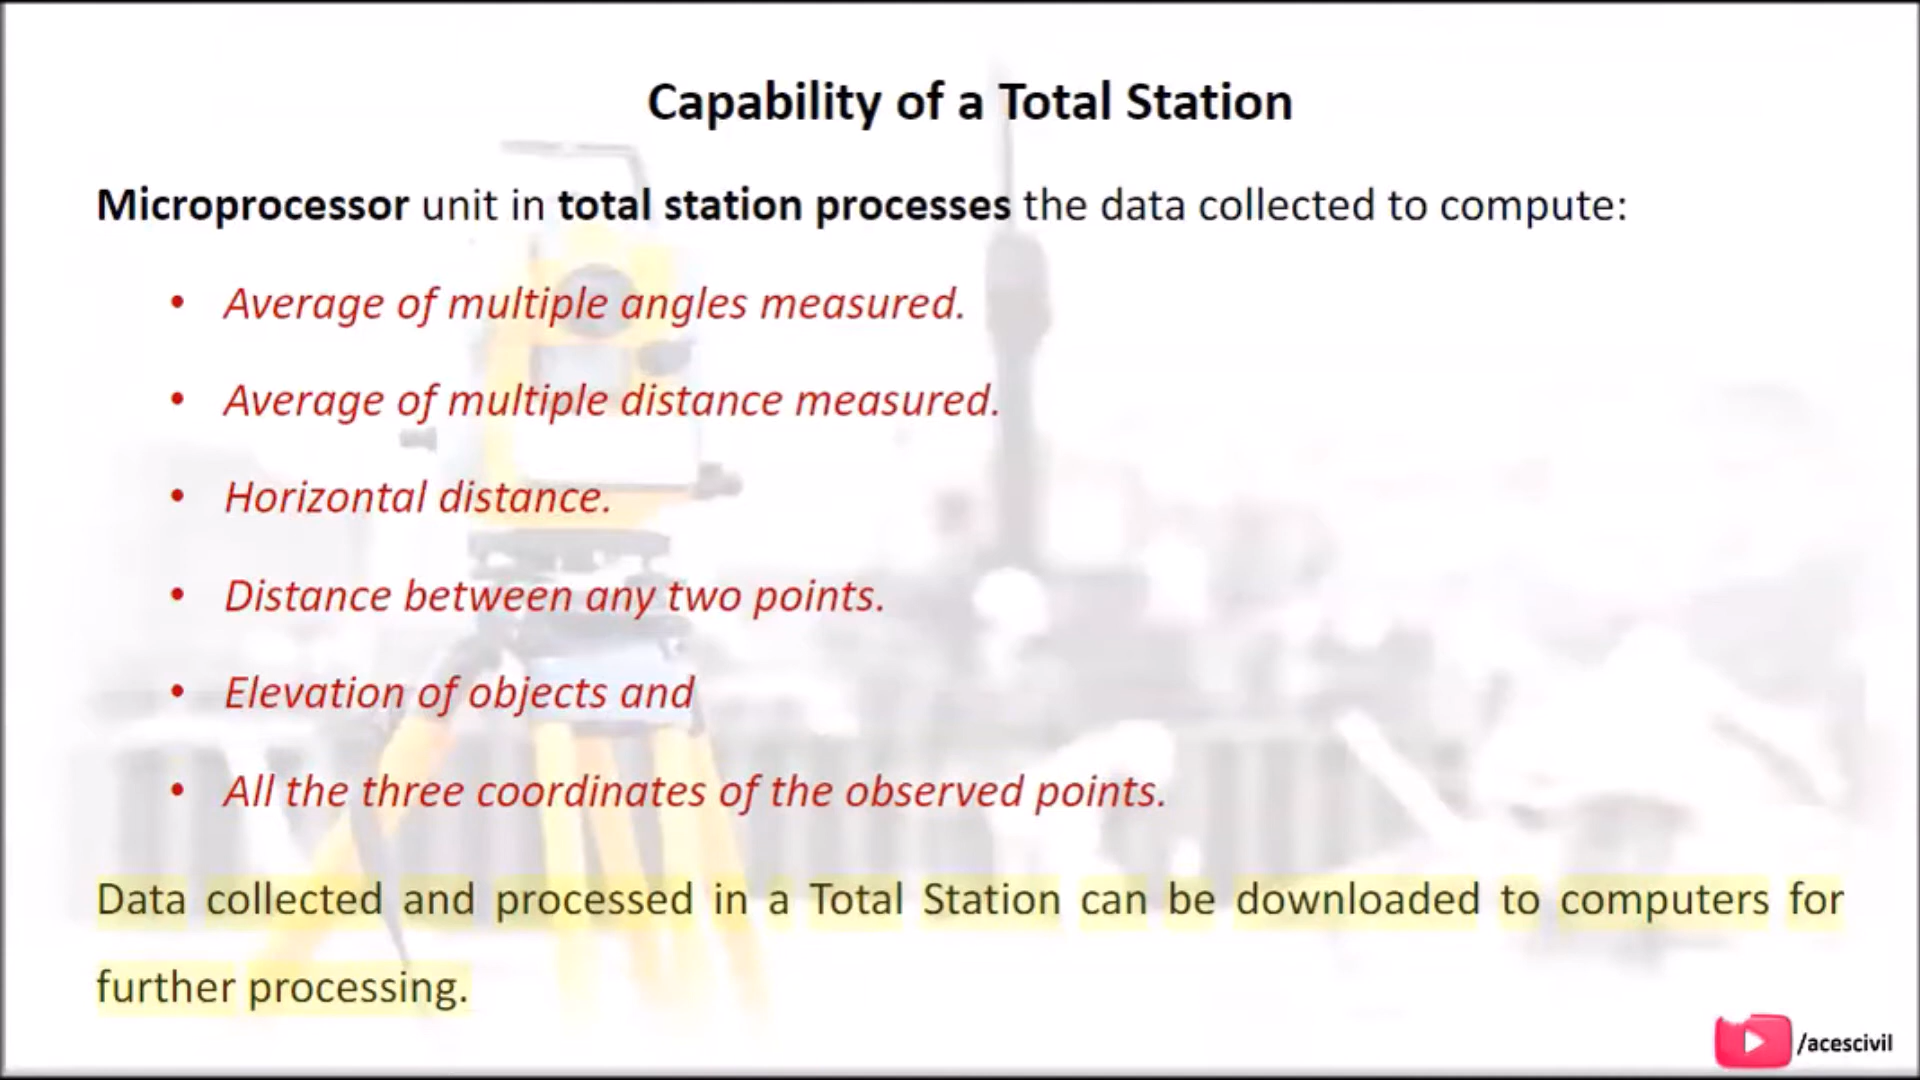 Capability of a Total Station
Microprocessor unit in total station processes the data collected to compute:
• Average of multiple angles measured.
• Average of multiple distance measured.
• Horizontal distance.
• Distance between any two points.
• Elevation of objects and
• All the three coordinates of the observed points.
Data collected and processed in a Total Station can be downloaded to computers for
further processing.
/acescivil